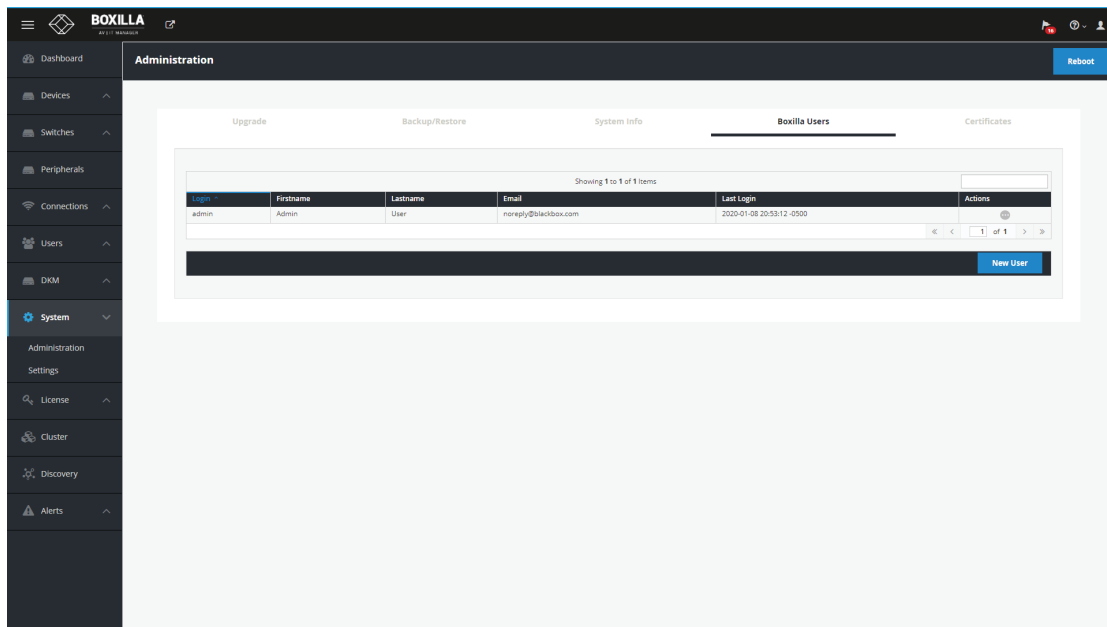 BOXILLA
AV | IT MANAGER
16
Dashboard
Administration
Reboot
Devices
Switches
Peripherals
Connections
Users
DKM
System
Administration
Settings
License
Cluster
Discovery
Alerts
Upgrade
Backup/Restore
System Info
Boxilla Users
Certificates
Showing 1 to 1 of 1 Items
Login Firstname Lastname Email Last Login Actions
admin Admin User noreply@blackbox.com 2020-01-08 20:53:12 -0500
« < 1 of 1 > »
New User